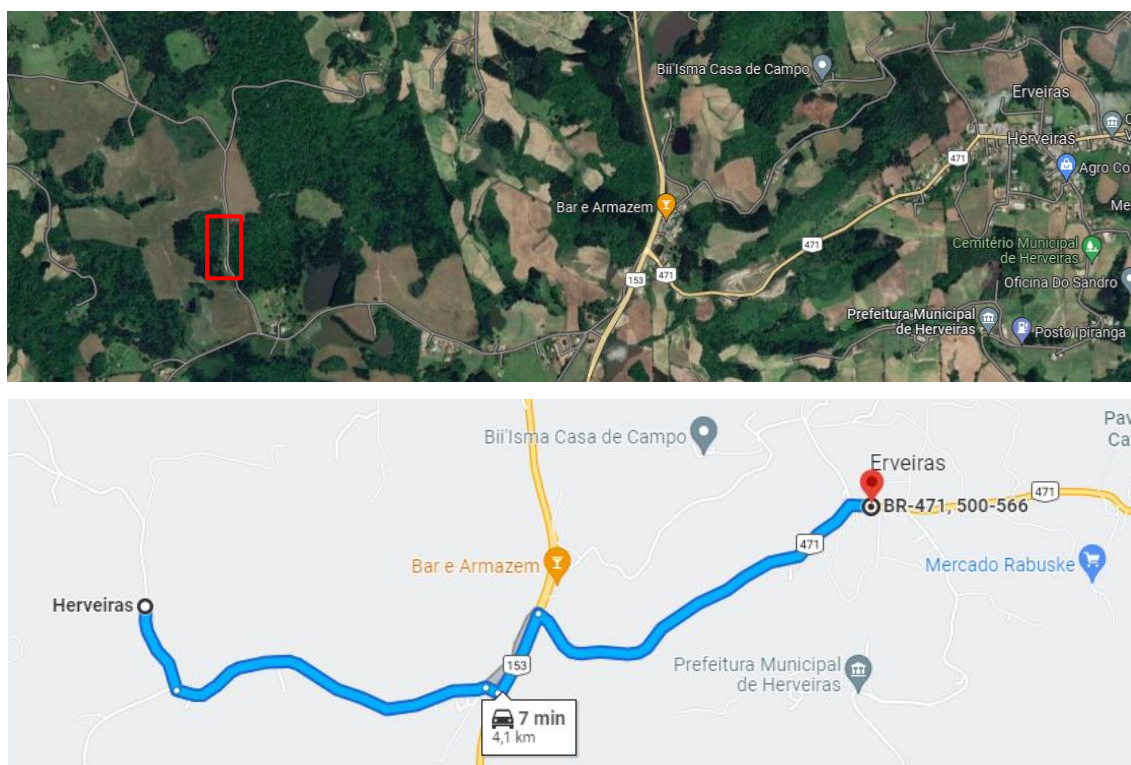 Bii'Isma Casa de Campo
Erveiras
Herveiras
471
Agro Co
Bar e Armazem
Me
471
Cemitério Municipal
de Herveiras
153
471
Oficina Do Sandro
Prefeitura Municipal
de Herveiras
Posto Ipiranga
Pav
Ca
Bii'Isma Casa de Campo
Erveiras
471
BR-471, 500-566
471
Bar e Armazem
Mercado Rabuske
Herveiras
153
Prefeitura Municipal
de Herveiras
7 min
4,1 km